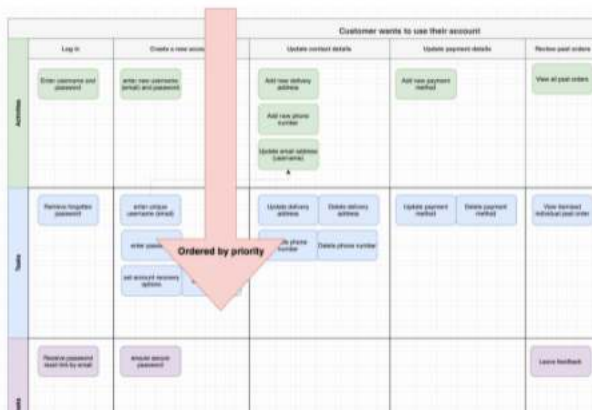 Customer wants to use their account
Log in
Create a new account
Update contact details
Update payment details
Review past orders
Activities
Enter username and
password
enter new username
(email) and password
Add new delivery
address
Add new phone
number
Update email address
(username)
Add new payment
method
View all past orders
Tasks
Retrieve forgotten
password
enter unique
username (email)
enter
set account recovery
options
Update delivery
address
Delete delivery
address
number
Delete phone number
Update payment
method
Delete payment
method
View itemised
individual past order
Ordered by priority
Receive password
reset link by email
ensure secure
password
Leave feedback